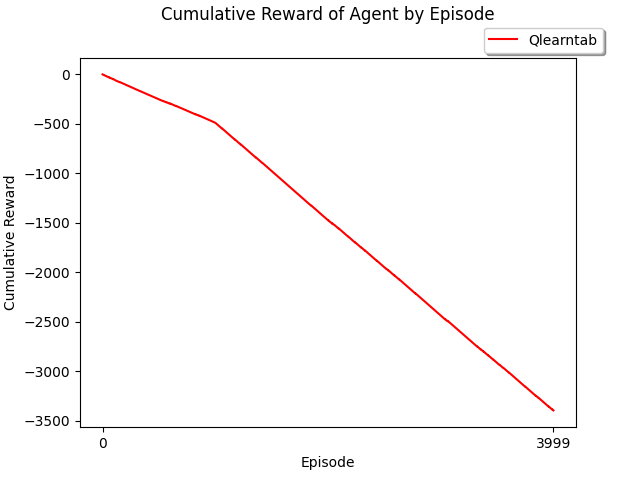 Cumulative Reward of Agent by Episode
Qlearntab
0
−500
−1000
−1500
−2000
−2500
−3000
−3500
Cumulative Reward
0
3999
Episode